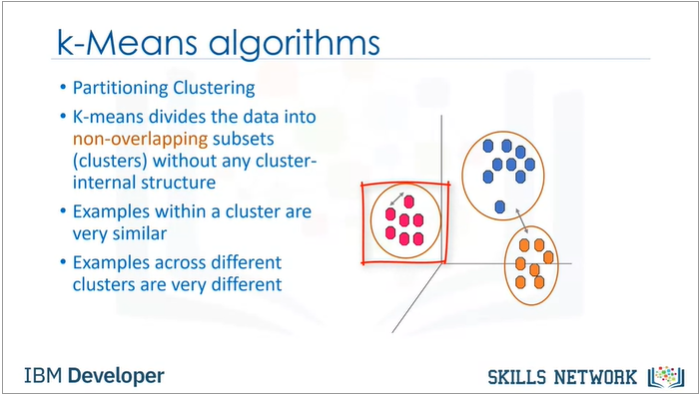 k-Means algorithms
• Partitioning Clustering
• K-means divides the data into
non-overlapping subsets
(clusters) without any cluster-
internal structure
• Examples within a cluster are
very similar
• Examples across different
clusters are very different
IBM Developer
SKILLS NETWORK